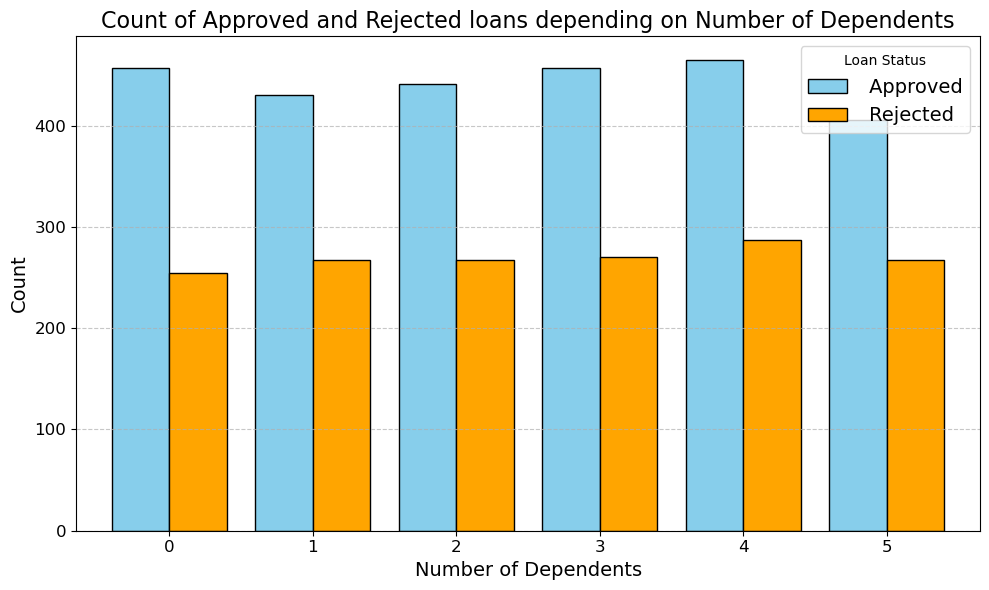 Count of Approved and Rejected loans depending on Number of Dependents
Loan Status
Approved
Rejected
400
300
200
100
0
Count
0 1 2 3 4 5
Number of Dependents